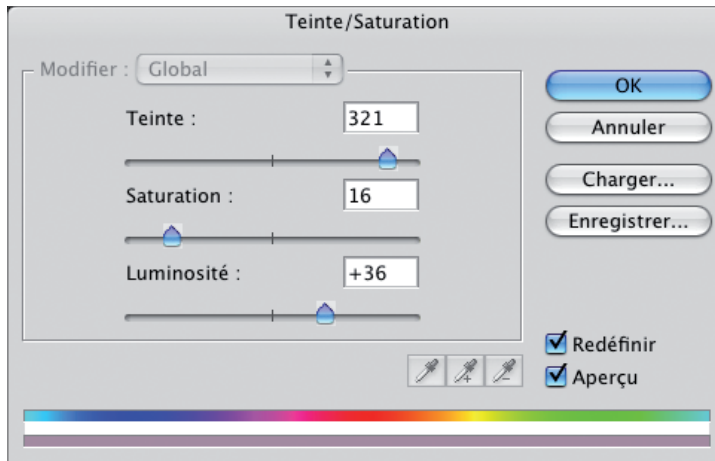 Teinte/Saturation
Modifier : Global
OK
Teinte : 321
Annuler
Charger...
Saturation : 16
Enregistrer...
Luminosité : +36
Redéfinir
Aperçu